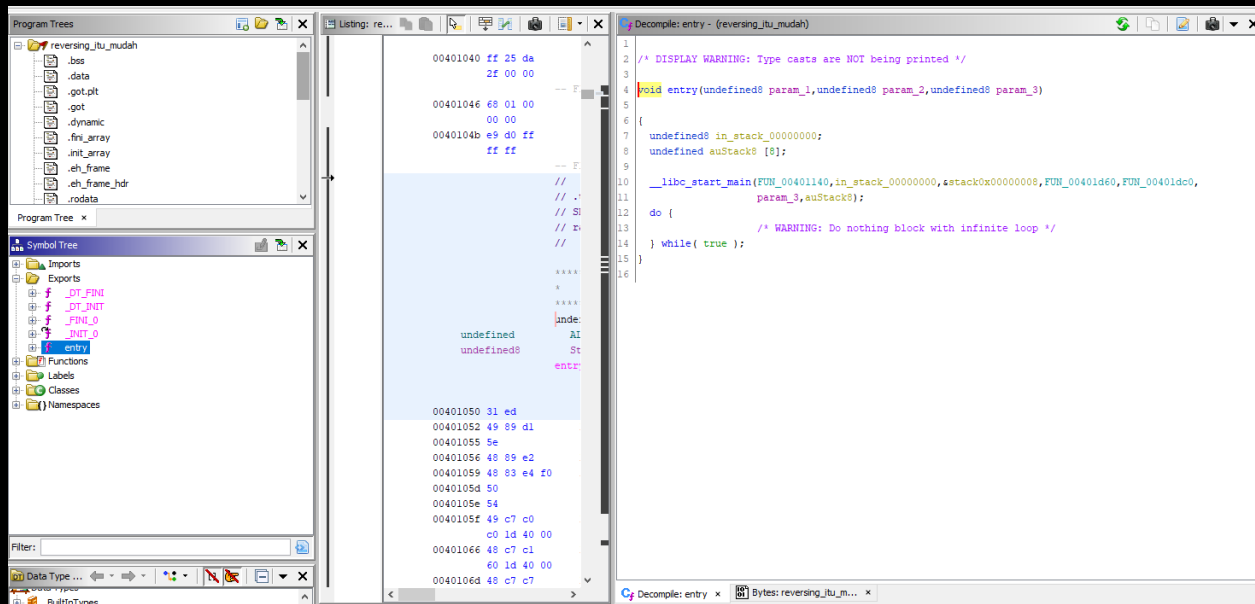 Program Trees
reversing_itu_mudah
.bss
.data
.got.plt
.got
.dynamic
.fini_array
.init_array
.eh_frame
.eh_frame_hdr
.rodata
Program Tree ×
Symbol Tree
Imports
Exports
_DT_FINI
_DT_INIT
_FINI_0
_INIT_0
entry
Functions
Labels
Classes
Namespaces
Filter:
Data Type ...
BuiltInTypes
Listing: re...
00401040 ff 25 da
2f 00 00
-- F
00401046 68 01 00
00 00
0040104b e9 d0 ff
ff ff
-- F
//
// .
// S
// r
//
****
*
****
unde
undefined Al
undefined8 St
entr
00401050 31 ed
00401052 49 89 d1
00401055 5e
00401056 48 89 e2
00401059 48 83 e4 f0
0040105d 50
0040105e 54
0040105f 49 c7 c0
c0 1d 40 00
00401066 48 c7 c1
60 1d 40 00
0040106d 48 c7 c7
Decompile: entry - (reversing_itu_mudah)
1
2 /* DISPLAY WARNING: Type casts are NOT being printed */
3
4 void entry(undefined8 param_1,undefined8 param_2,undefined8 param_3)
5
6 {
7 undefined8 in_stack_00000000;
8 undefined auStack8 [8];
9
10 __libc_start_main(FUN_00401140,in_stack_00000000,&stack0x00000008,FUN_00401d60,FUN_00401dc0,
11 param_3,auStack8);
12 do {
13 /* WARNING: Do nothing block with infinite loop */
14 } while( true );
15 }
16
Decompile: entry × Bytes: reversing_itu_m... ×